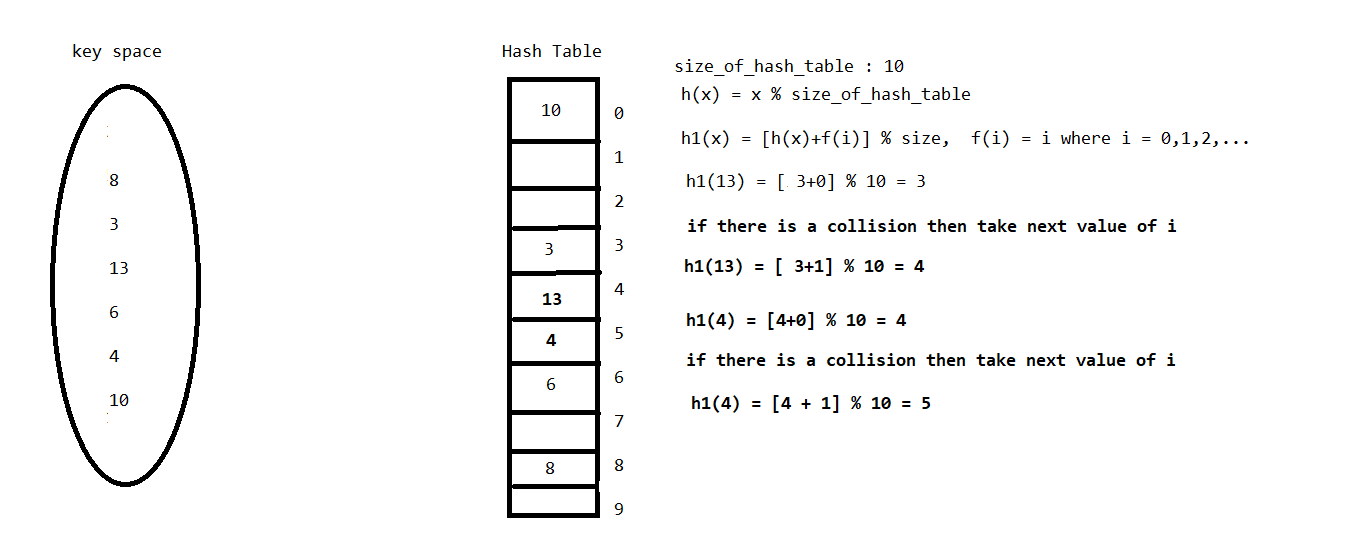 key space
8
3
13
6
4
10
Hash Table
10
0
1
2
3
3
13
4
4
5
6
6
7
8
8
9
size_of_hash_table : 10
h(x) = x % size_of_hash_table
h1(x) = [h(x)+f(i)] % size,  f(i) = i where i = 0,1,2,...
h1(13) = [ 3+0] % 10 = 3
if there is a collision then take next value of i
h1(13) = [ 3+1] % 10 = 4
h1(4) = [4+0] % 10 = 4
if there is a collision then take next value of i
h1(4) = [4 + 1] % 10 = 5